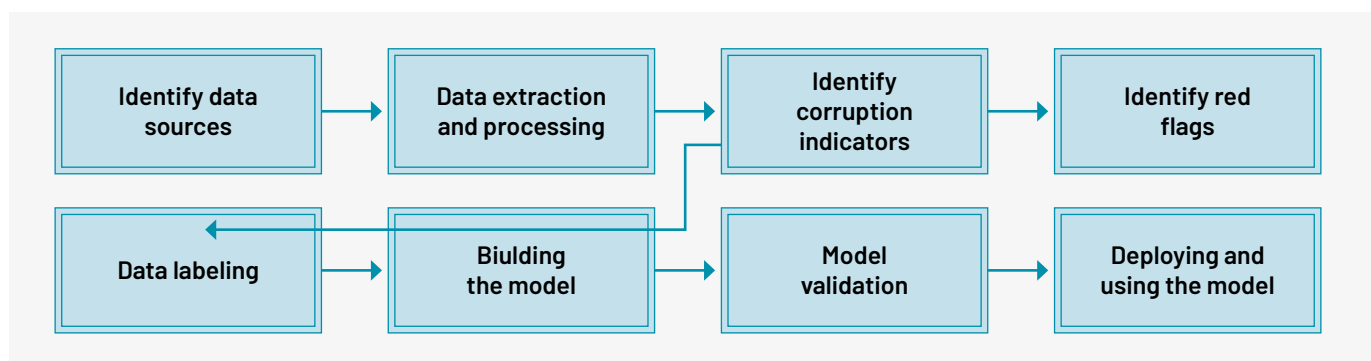 Identify data
sources
Data extraction
and processing
Identify
corruption
indicators
Identify red
flags
Data labeling
Biulding
the model
Model
validation
Deploying and
using the model